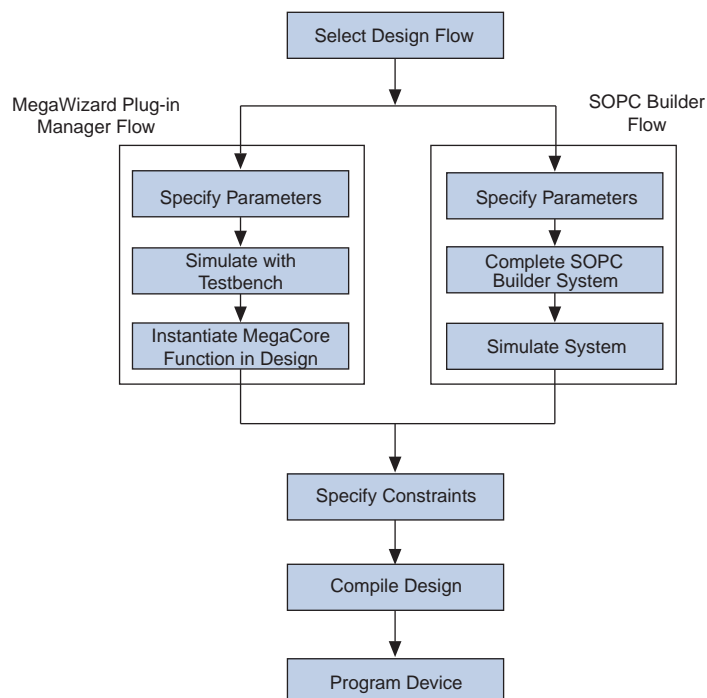 Select Design Flow
MegaWizard Plug-in
Manager Flow
SOPC Builder
Flow
Specify Parameters
Simulate with
Testbench
Instantiate MegaCore
Function in Design
Specify Parameters
Complete SOPC
Builder System
Simulate System
Specify Constraints
Compile Design
Program Device